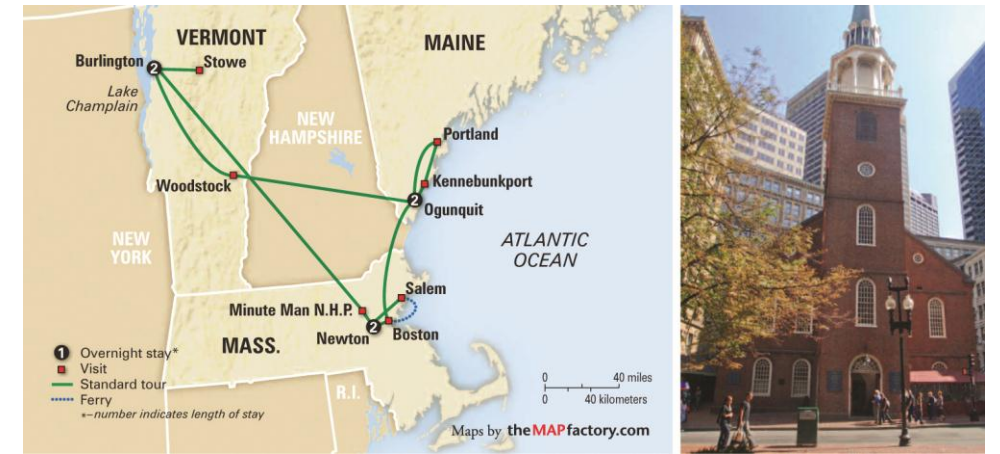 VERMONT
MAINE
Burlington
2
Stowe
Lake
Champlain
NEW
HAMPSHIRE
Portland
Woodstock
Kennebunkport
2
Ogunquit
NEW
YORK
ATLANTIC
OCEAN
Salem
Minute Man N.H.P.
Newton
2
Boston
MASS.
R.I.
1 Overnight stay*
Visit
Standard tour
Ferry
*–number indicates length of stay
0 40 miles
0 40 kilometers
Maps by theMAPfactory.com